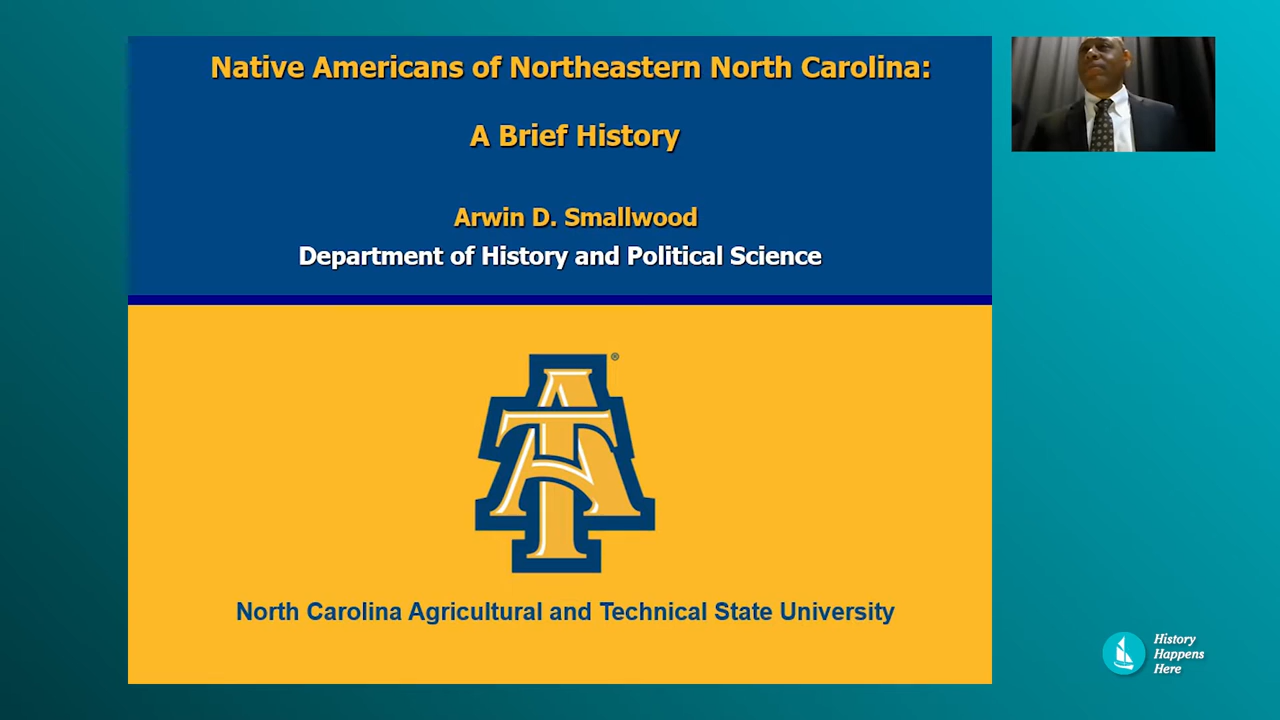 Native Americans of Northeastern North Carolina:
A Brief History
Arwin D. Smallwood
Department of History and Political Science
AT
®
North Carolina Agricultural and Technical State University
History
Happens
Here